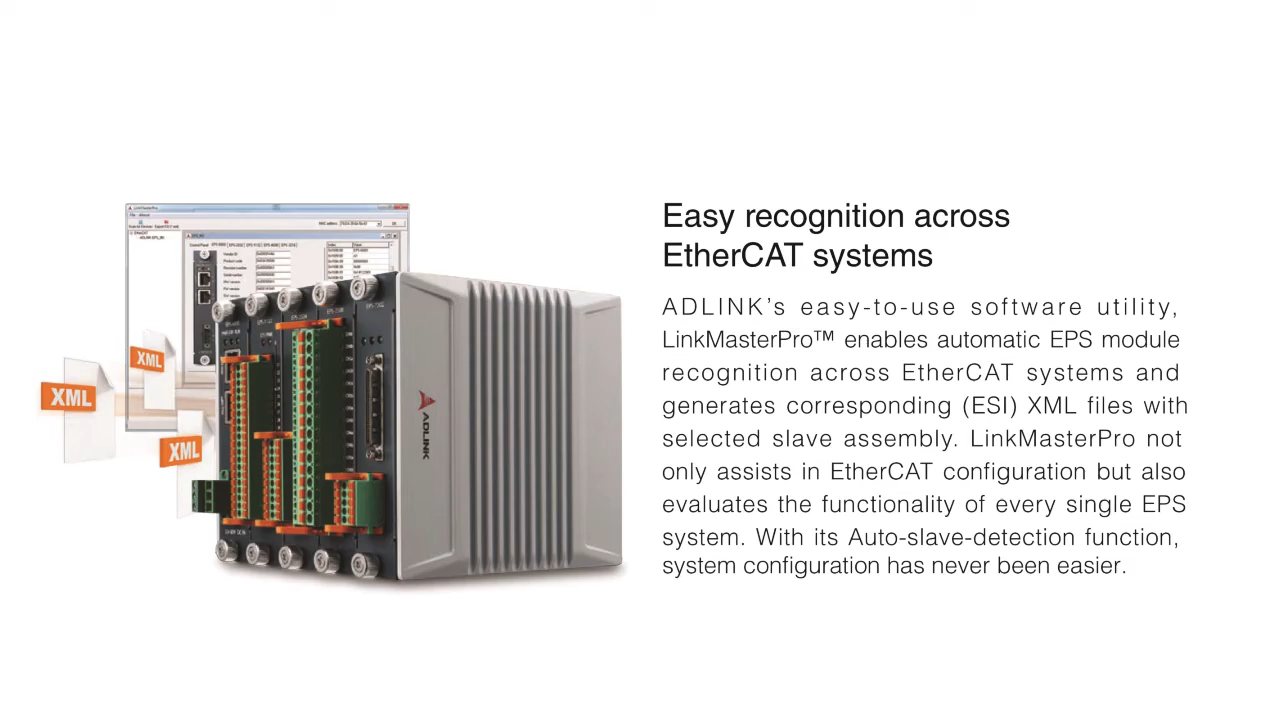 LinkMasterPro
File About
XML
XML
XML
ADLINK
Easy recognition across
EtherCAT systems
ADLINK's easy-to-use software utility,
LinkMasterPro™ enables automatic EPS module
recognition across EtherCAT systems and
generates corresponding (ESI) XML files with
selected slave assembly. LinkMasterPro not
only assists in EtherCAT configuration but also
evaluates the functionality of every single EPS
system. With its Auto-slave-detection function,
system configuration has never been easier.